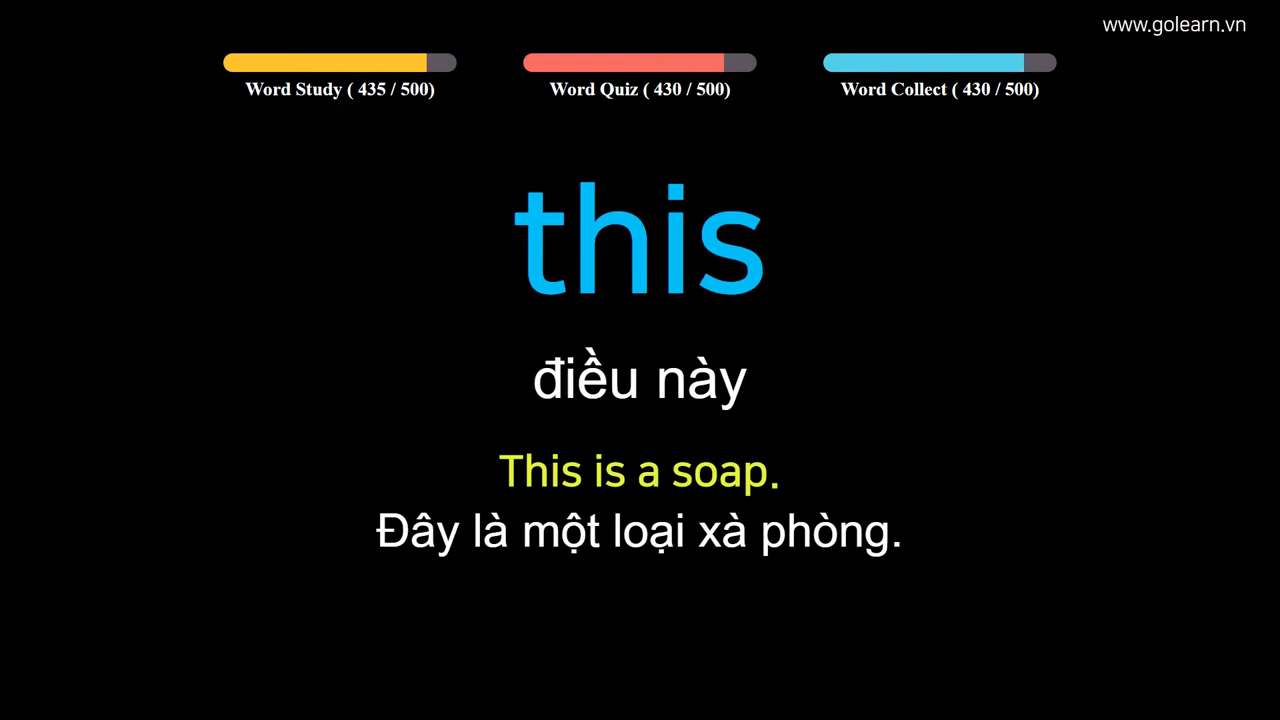 www.golearn.vn
Word Study ( 435 / 500)
Word Quiz ( 430 / 500)
Word Collect ( 430 / 500)
this
điều này
This is a soap.
Đây là một loại xà phòng.